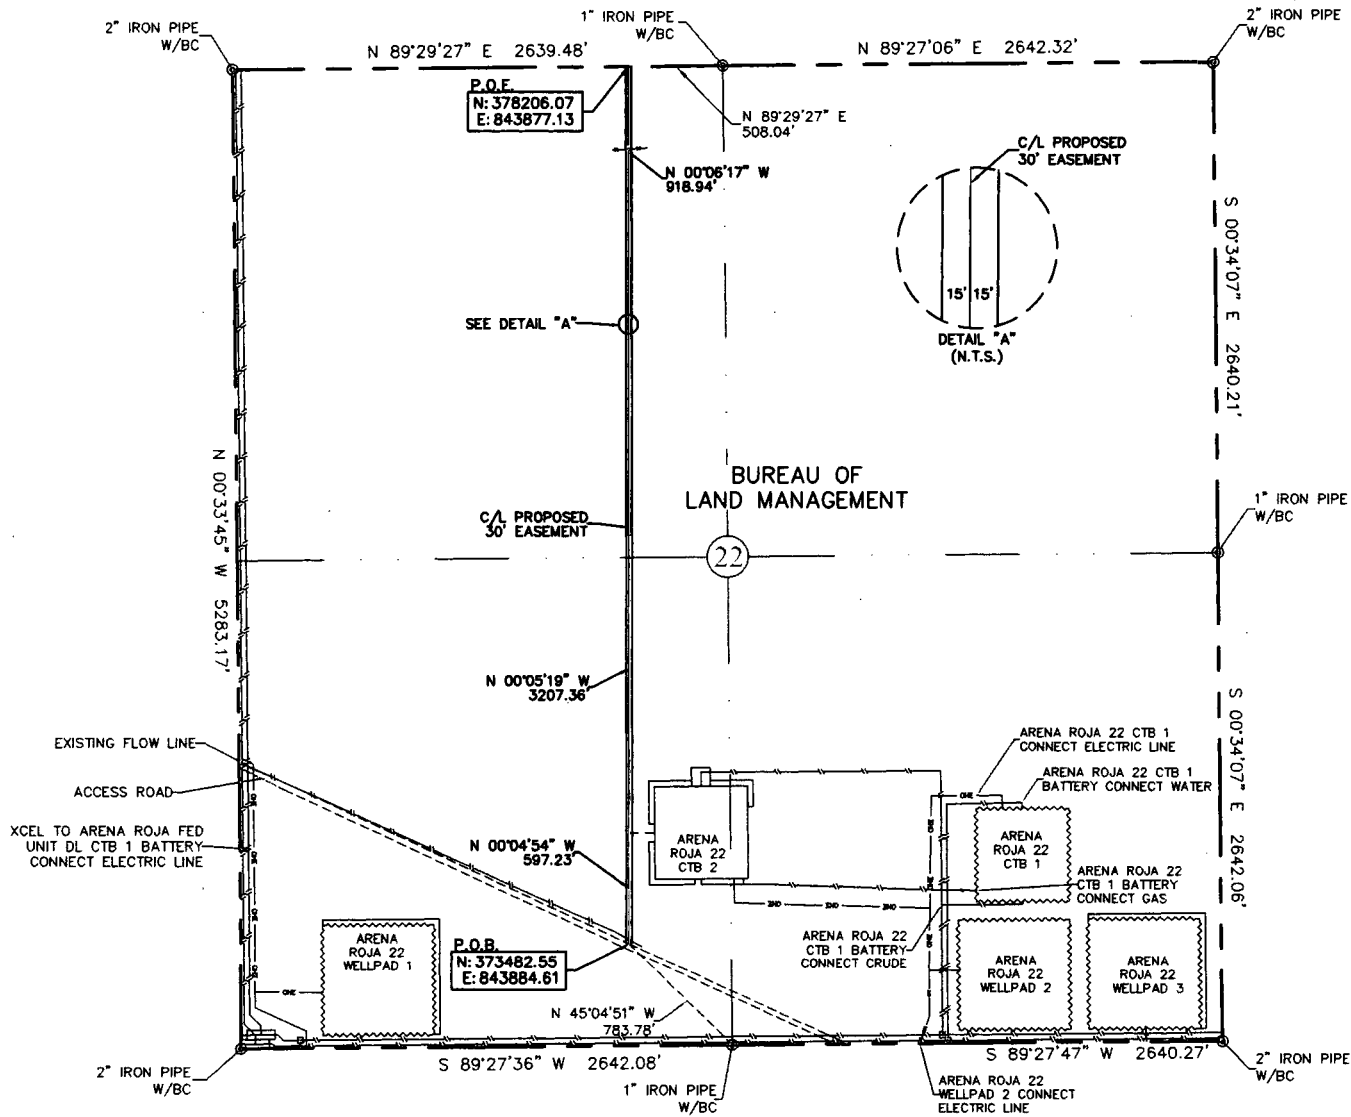 2" IRON PIPE
W/BC
N 89°29'27" E 2639.48'
1" IRON PIPE
W/BC
N 89°27'06" E 2642.32'
2" IRON PIPE
W/BC
P.O.E.
N: 378206.07
E: 843877.13
N 89°29'27" E
508.04'
N 00°06'17" W
918.94'
C/L PROPOSED
30' EASEMENT
15' 15'
DETAIL "A"
(N.T.S.)
SEE DETAIL "A"
S 00°34'07" E 2640.21'
N 00°33'45" W 5283.17'
BUREAU OF
LAND MANAGEMENT
C/L PROPOSED
30' EASEMENT
22
1" IRON PIPE
W/BC
N 00°05'19" W
3207.36'
S 00°34'07" E 2642.06'
EXISTING FLOW LINE
ACCESS ROAD
XCEL TO ARENA ROJA FED
UNIT DL CTB 1 BATTERY
CONNECT ELECTRIC LINE
N 00°04'54" W
597.23'
ARENA
ROJA 22
CTB 2
ARENA ROJA 22 CTB 1
CONNECT ELECTRIC LINE
ARENA ROJA 22 CTB 1
BATTERY CONNECT WATER
OHE
ARENA
ROJA 22
CTB 1
ARENA ROJA 22
CTB 1 BATTERY
CONNECT GAS
OHE
OHE
OHE
OHE
OHE
OHE
OHE
OHE
ARENA ROJA 22
CTB 1 BATTERY
CONNECT CRUDE
ARENA
ROJA 22
WELLPAD 1
P.O.B.
N: 373482.55
E: 843884.61
ARENA
ROJA 22
WELLPAD 2
ARENA
ROJA 22
WELLPAD 3
OHE
N 45°04'51" W
783.78'
2" IRON PIPE
W/BC
S 89°27'36" W 2642.08'
1" IRON PIPE
W/BC
S 89°27'47" W 2640.27'
ARENA ROJA 22
WELLPAD 2 CONNECT
ELECTRIC LINE
2" IRON PIPE
W/BC